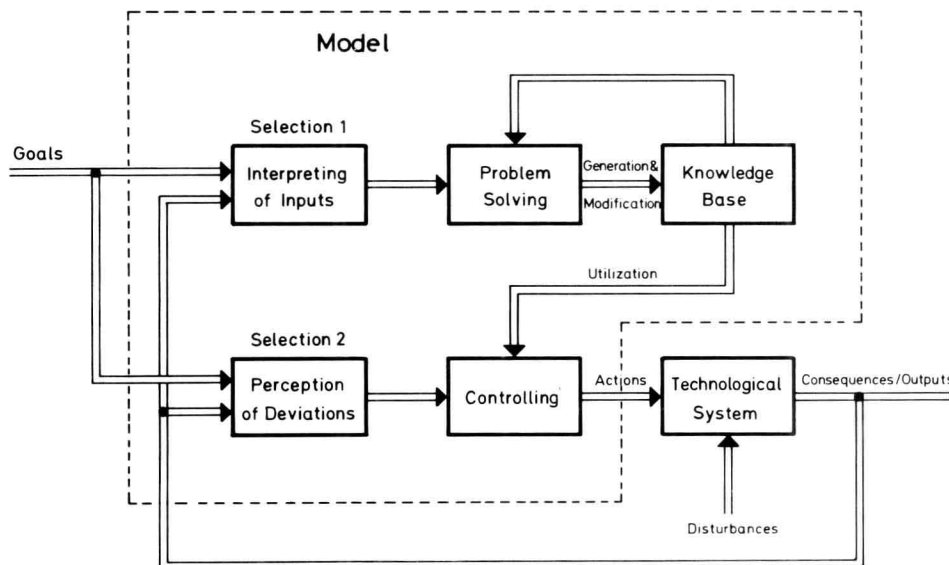 Model
Goals
Selection 1
Interpreting
of Inputs
Problem
Solving
Generation &
Modification
Knowledge
Base
Utilization
Selection 2
Perception
of Deviations
Controlling
Actions
Technological
System
Consequences/Outputs
Disturbances